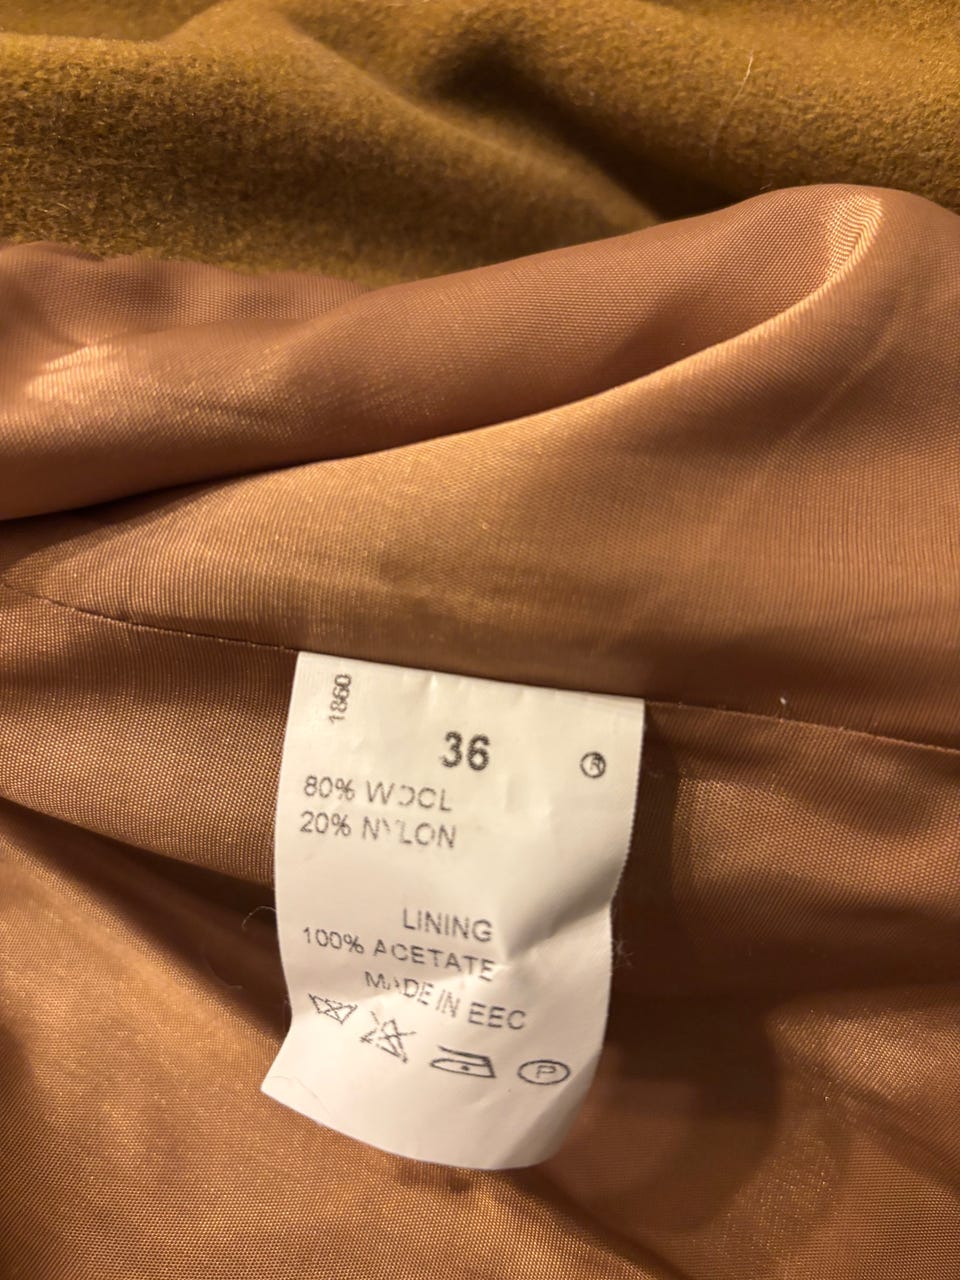 1860
36
®
80% WOOL
20% NYLON
LINING
100% ACETATE
MADE IN EEC
P